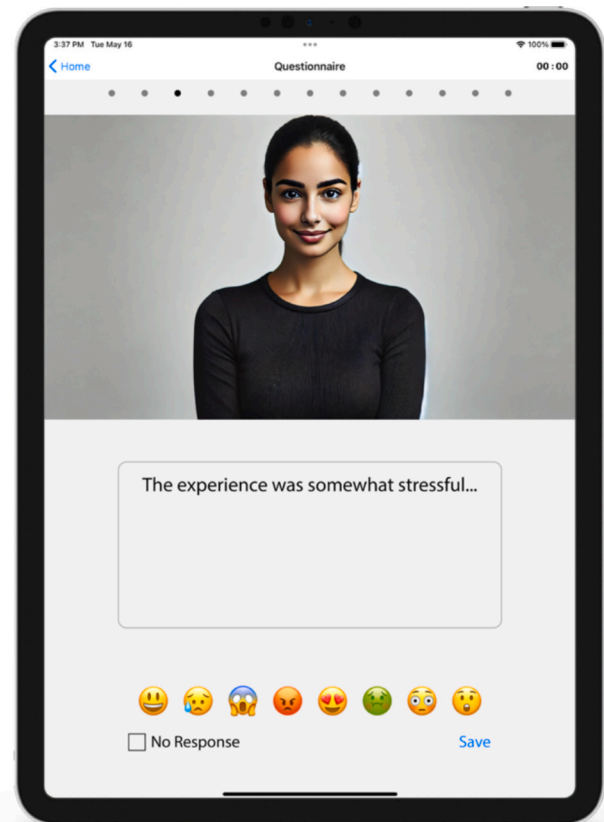 3:37 PM Tue May 16
100%
Home
Questionnaire
00 : 00
The experience was somewhat stressful...
No Response
Save